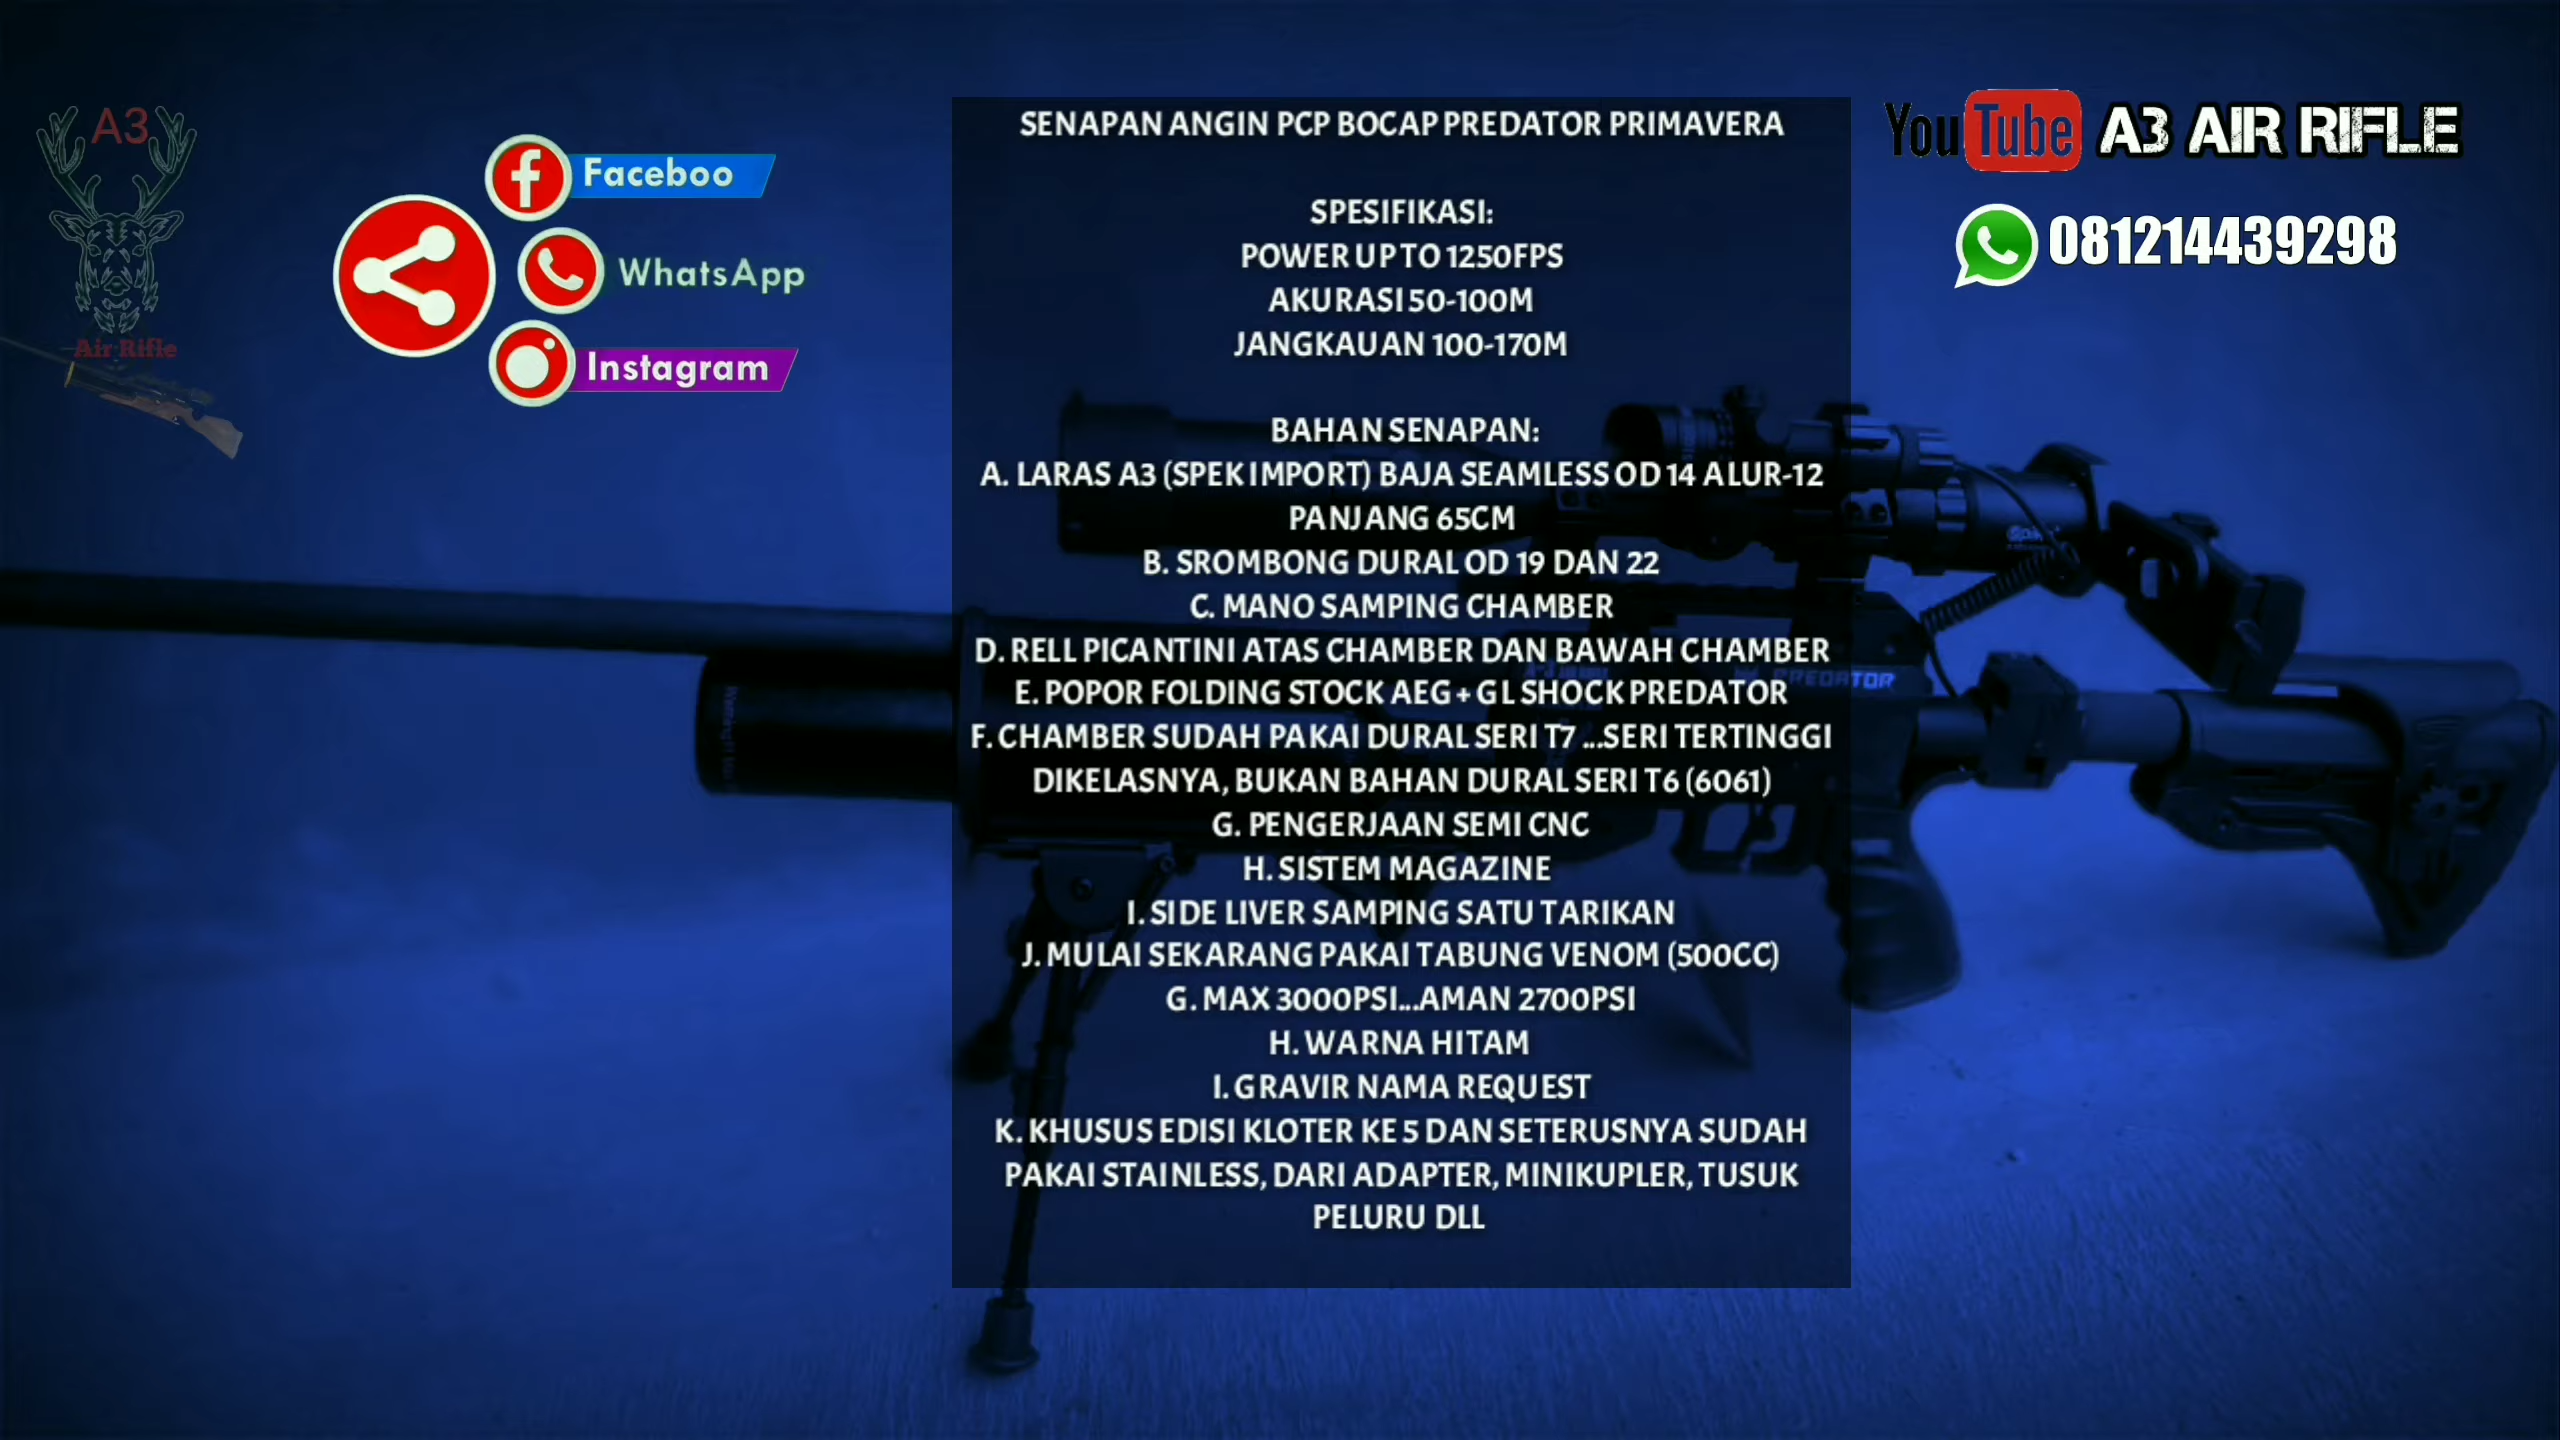 A3
Air Rifle
Faceboo
WhatsApp
Instagram
YouTube A3 AIR RIFLE
081214439298
SENAPAN ANGIN PCP BOCAP PREDATOR PRIMAVERA
SPESIFIKASI:
POWER UP TO 1250FPS
AKURASI 50-100M
JANGKAUAN 100-170M
BAHAN SENAPAN:
A. LARAS A3 (SPEK IMPORT) BAJA SEAMLESS OD 14 ALUR-12
PANJANG 65CM
B. SROMBONG DURAL OD 19 DAN 22
C. MANO SAMPING CHAMBER
D. RELL PICANTINI ATAS CHAMBER DAN BAWAH CHAMBER
E. POPOR FOLDING STOCK AEG + GL SHOCK PREDATOR
F. CHAMBER SUDAH PAKAI DURAL SERI T7 ...SERI TERTINGGI
DIKELASNYA, BUKAN BAHAN DURAL SERI T6 (6061)
G. PENGERJAAN SEMI CNC
H. SISTEM MAGAZINE
I. SIDE LIVER SAMPING SATU TARIKAN
J. MULAI SEKARANG PAKAI TABUNG VENOM (500CC)
G. MAX 3000PSI...AMAN 2700PSI
H. WARNA HITAM
I. GRAVIR NAMA REQUEST
K. KHUSUS EDISI KLOTER KE 5 DAN SETERUSNYA SUDAH
PAKAI STAINLESS, DARI ADAPTER, MINIKUPLER, TUSUK
PELURU DLL
PREDATOR